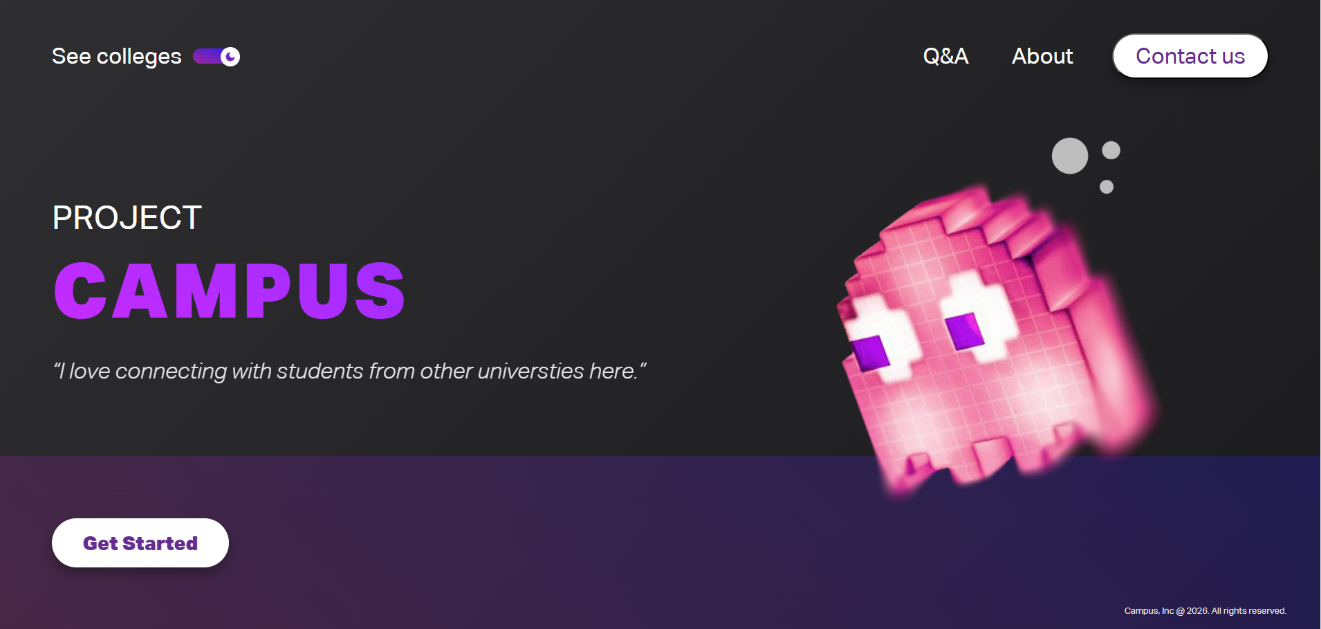 See colleges
Q&A
About
Contact us
PROJECT
CAMPUS
“I love connecting with students from other universties here.”
Get Started
Campus, Inc @ 2026. All rights reserved.